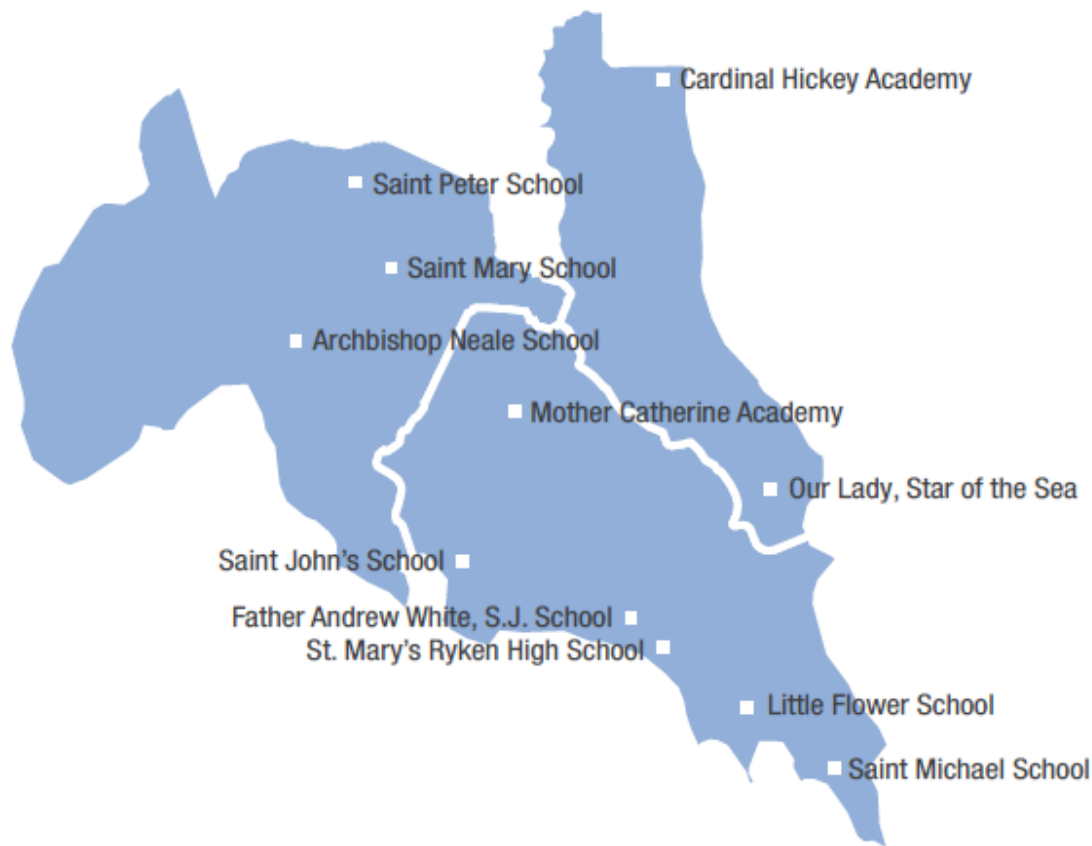 Cardinal Hickey Academy
Saint Peter School
Saint Mary School
Archbishop Neale School
Mother Catherine Academy
Our Lady, Star of the Sea
Saint John’s School
Father Andrew White, S.J. School
St. Mary’s Ryken High School
Little Flower School
Saint Michael School